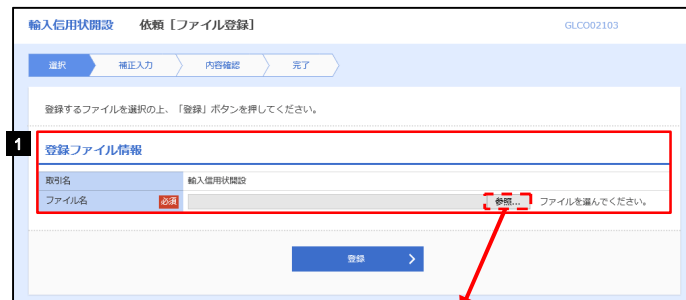 輸入信用状開設 依頼［ファイル登録］ GLCO02103
選択 補正入力 内容確認 完了
登録するファイルを選択の上、「登録」ボタンを押してください。
1
登録ファイル情報
取引名 輸入信用状開設
ファイル名 必須 参照... ファイルを選んでください。
登録